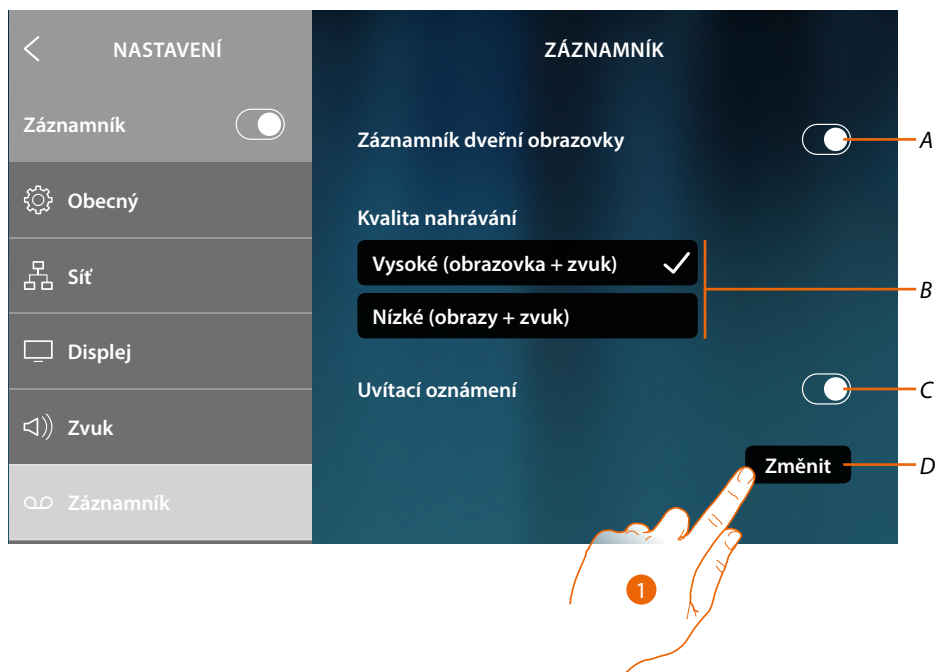 NASTAVENÍ
Záznamník
Obecný
Síť
Displej
Zvuk
Záznamník
ZÁZNAMNÍK
Záznamník dveřní obrazovky
A
Kvalita nahrávání
Vysoké (obrazovka + zvuk)
Nízké (obrazy + zvuk)
B
Uvítací oznámení
C
Změnit
D
1